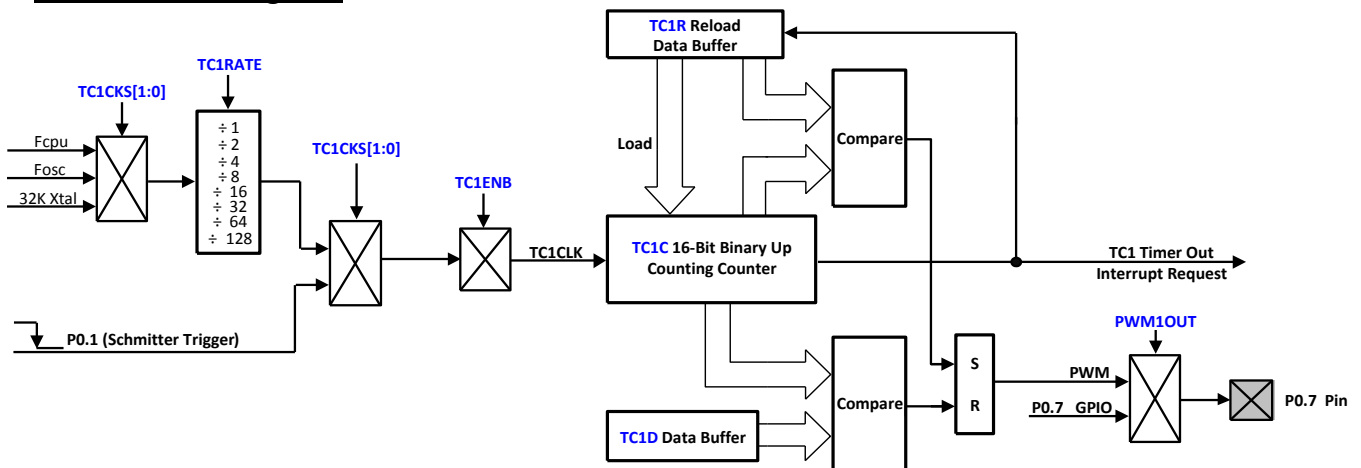 TC1R Reload
Data Buffer
TC1RATE
TC1CKS[1:0]
÷ 1
÷ 2
÷ 4
÷ 8
÷ 16
÷ 32
÷ 64
÷ 128
Fcpu
Fosc
32K Xtal
TC1CKS[1:0]
TC1ENB
Load
Compare
TC1CLK
TC1C 16-Bit Binary Up
Counting Counter
TC1 Timer Out
Interrupt Request
P0.1 (Schmitter Trigger)
PWM1OUT
S
R
PWM
P0.7 GPIO
P0.7 Pin
Compare
TC1D Data Buffer